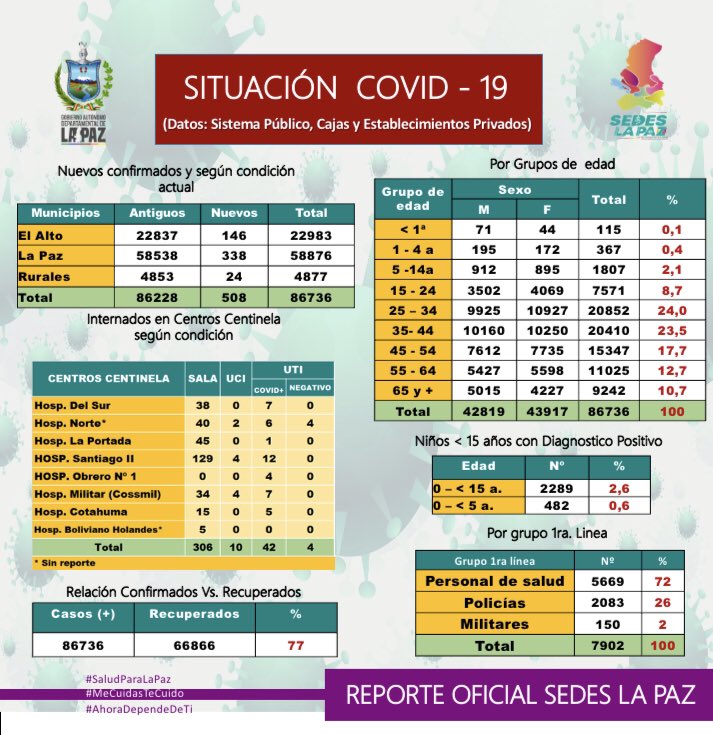 GOBIERNO AUTÓNOMO
DEPARTAMENTAL DE
LA PAZ
SITUACIÓN COVID - 19
(Datos: Sistema Público, Cajas y Establecimientos Privados)
SEDES
LA PAZ
Nuevos confirmados y según condición
actual
Municipios Antiguos Nuevos Total
El Alto 22837 146 22983
La Paz 58538 338 58876
Rurales 4853 24 4877
Total 86228 508 86736
Internados en Centros Centinela
según condición
CENTROS CENTINELA SALA UCI UTI
COVID+ NEGATIVO
Hosp. Del Sur 38 0 7 0
Hosp. Norte* 40 2 6 4
Hosp. La Portada 45 0 1 0
HOSP. Santiago II 129 4 12 0
HOSP. Obrero N° 1 0 0 4 0
Hosp. Militar (Cossmil) 34 4 7 0
Hosp. Cotahuma 15 0 5 0
Hosp. Boliviano Holandes* 5 0 0 0
Total 306 10 42 4
* Sin reporte
Relación Confirmados Vs. Recuperados
Casos (+) Recuperados %
86736 66866 77
Por Grupos de edad
Grupo de edad Sexo Total %
M F
< 1ª 71 44 115 0,1
1 - 4 a 195 172 367 0,4
5 -14a 912 895 1807 2,1
15 - 24 3502 4069 7571 8,7
25 – 34 9925 10927 20852 24,0
35- 44 10160 10250 20410 23,5
45 - 54 7612 7735 15347 17,7
55 - 64 5427 5598 11025 12,7
65 y + 5015 4227 9242 10,7
Total 42819 43917 86736 100
Niños < 15 años con Diagnostico Positivo
Edad N° %
0 – < 15 a. 2289 2,6
0 – < 5 a. 482 0,6
Por grupo 1ra. Linea
Grupo 1ra línea Nº %
Personal de salud 5669 72
Policías 2083 26
Militares 150 2
Total 7902 100
#SaludParaLaPaz
#MeCuidasTeCuido
#AhoraDependeDeTi
REPORTE OFICIAL SEDES LA PAZ